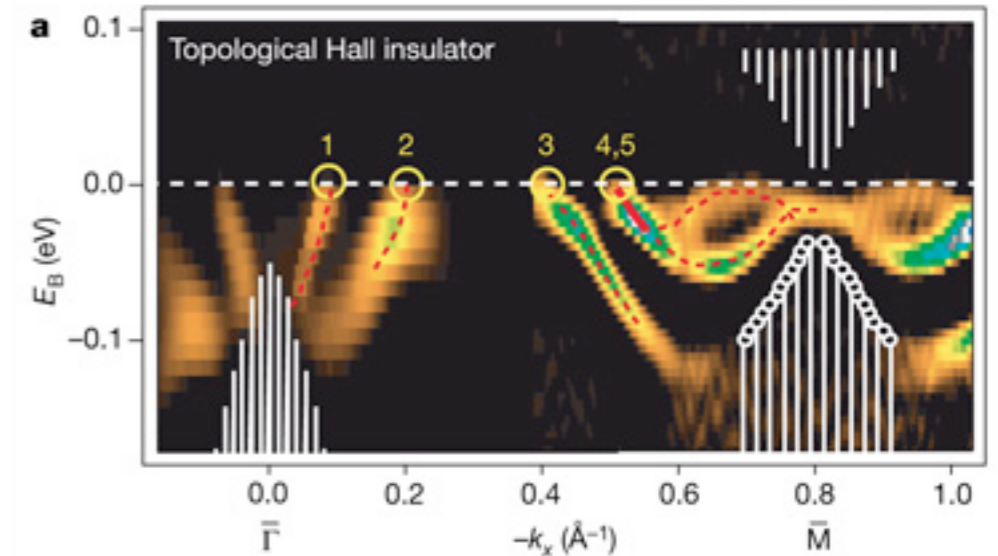 a
Topological Hall insulator
0.1
0.0
−0.1
E_B (eV)
1 2 3 4,5
0.0 0.2 0.4 0.6 0.8 1.0
Γ̄ −k_x (Å⁻¹) M̄